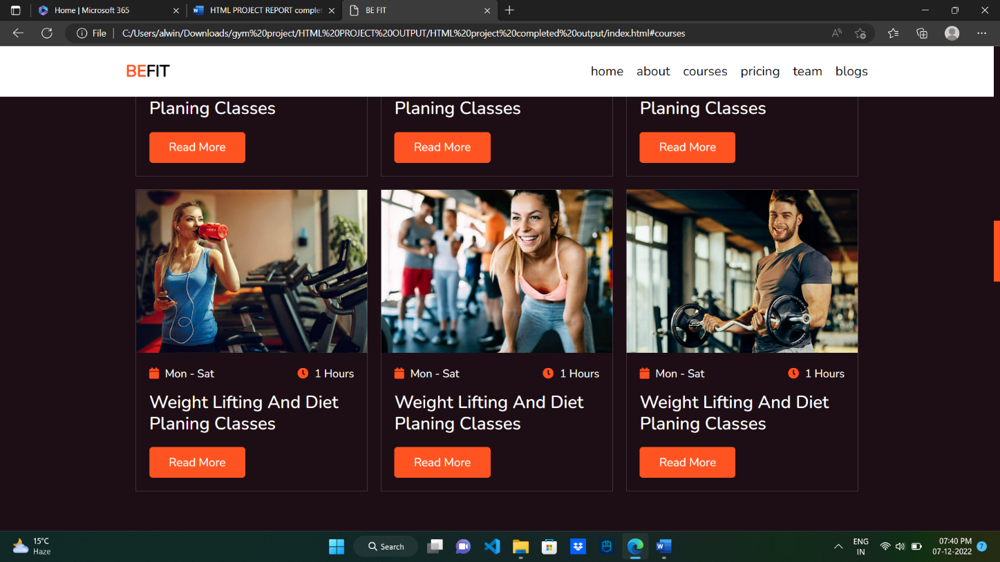 Home | Microsoft 365
HTML PROJECT REPORT complet
BE FIT
File
C:/Users/alwin/Downloads/gym%20project/HTML%20PROJECT%20OUTPUT/HTML%20project%20completed%20output/index.html#courses
BEFIT
home about courses pricing team blogs
Planing Classes
Planing Classes
Planing Classes
Read More
Read More
Read More
Mon - Sat 1 Hours
Mon - Sat 1 Hours
Mon - Sat 1 Hours
Weight Lifting And Diet
Planing Classes
Weight Lifting And Diet
Planing Classes
Weight Lifting And Diet
Planing Classes
Read More
Read More
Read More
15°C
Haze
Search
ENG
IN
07:40 PM
07-12-2022
7